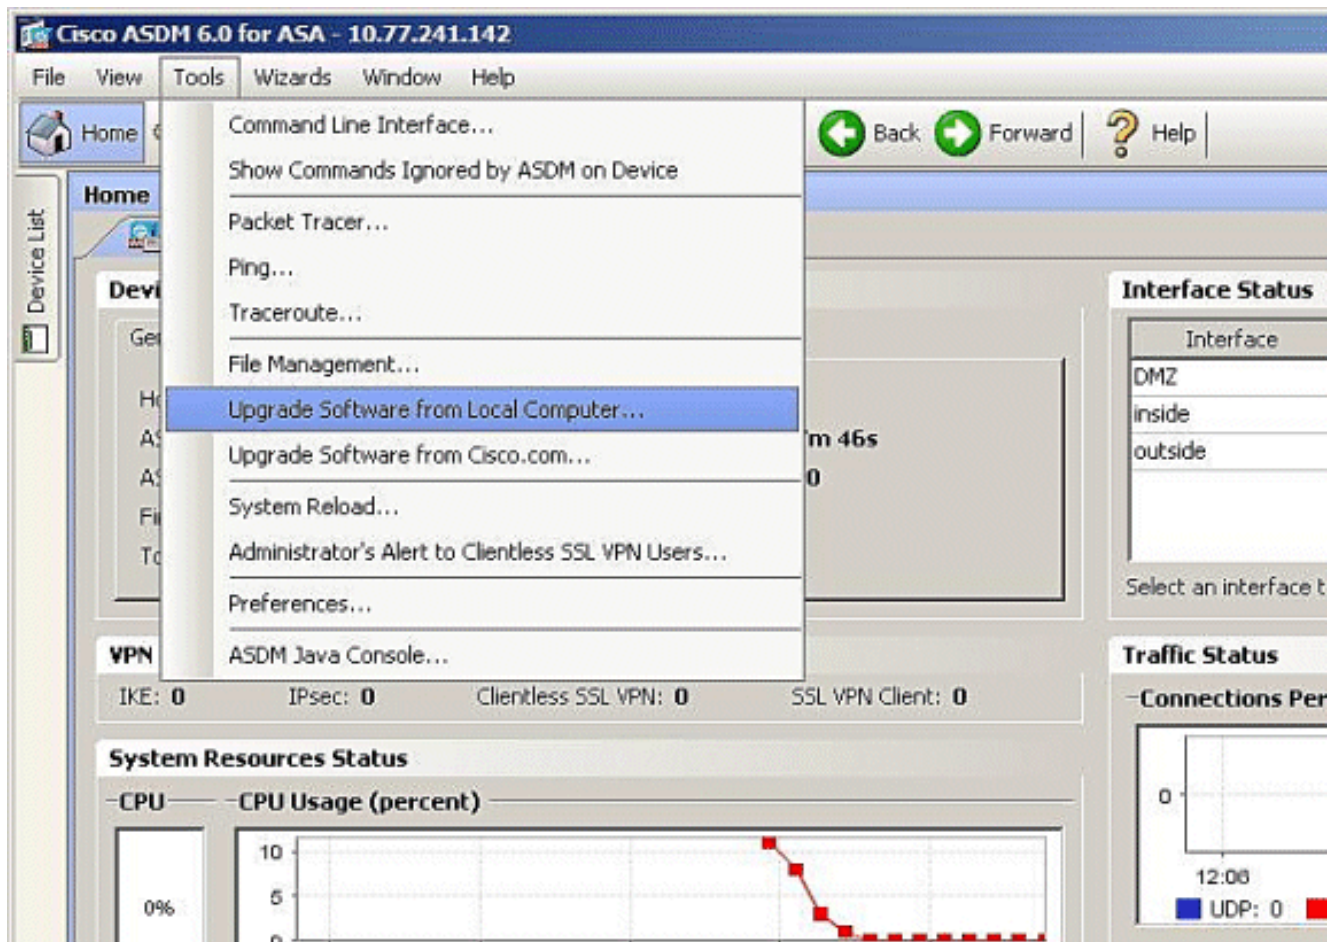 Cisco ASDM 6.0 for ASA - 10.77.241.142
File View Tools Wizards Window Help
Home Back Forward Help
Command Line Interface...
Show Commands Ignored by ASDM on Device
Packet Tracer...
Ping...
Traceroute...
File Management...
Upgrade Software from Local Computer...
Upgrade Software from Cisco.com...
System Reload...
Administrator's Alert to Clientless SSL VPN Users...
Preferences...
ASDM Java Console...
Device List
Home
m 46s
0
Interface Status
Interface
DMZ
inside
outside
Select an interface t
VPN
IKE: 0 IPsec: 0 Clientless SSL VPN: 0 SSL VPN Client: 0
Traffic Status
Connections Per
0
12:06
UDP: 0
System Resources Status
CPU
0%
CPU Usage (percent)
10
5
0